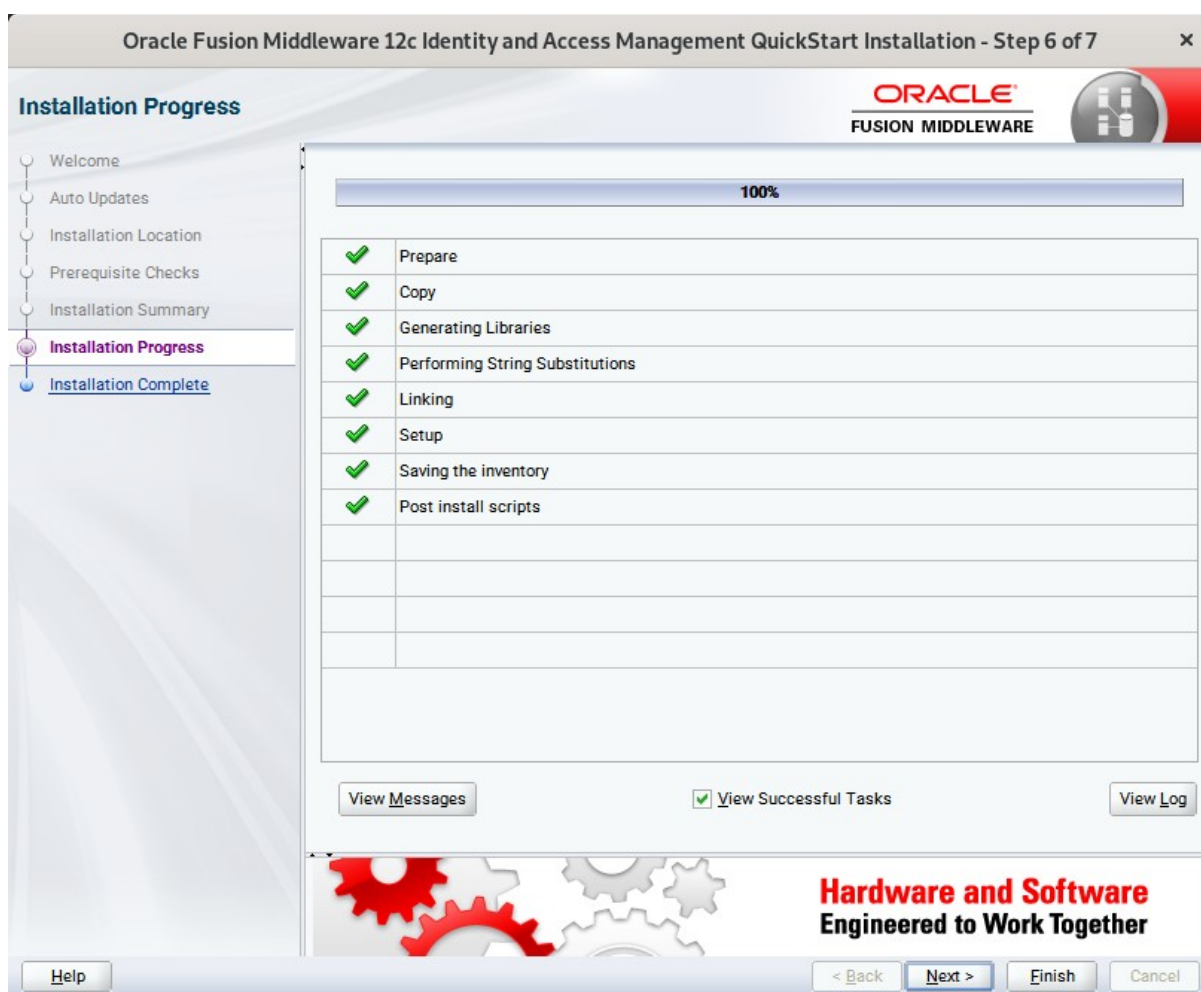 Oracle Fusion Middleware 12c Identity and Access Management QuickStart Installation - Step 6 of 7
Installation Progress
ORACLE
FUSION MIDDLEWARE
Welcome
Auto Updates
Installation Location
Prerequisite Checks
Installation Summary
Installation Progress
Installation Complete
100%
Prepare
Copy
Generating Libraries
Performing String Substitutions
Linking
Setup
Saving the inventory
Post install scripts
View Messages
View Successful Tasks
View Log
Hardware and Software
Engineered to Work Together
Help
< Back
Next >
Finish
Cancel